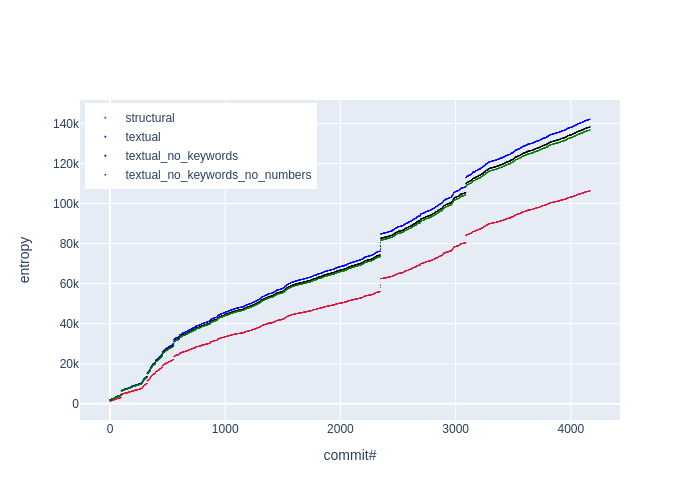 structural
textual
textual_no_keywords
textual_no_keywords_no_numbers
140k
120k
100k
80k
60k
40k
20k
0
entropy
0 1000 2000 3000 4000
commit#